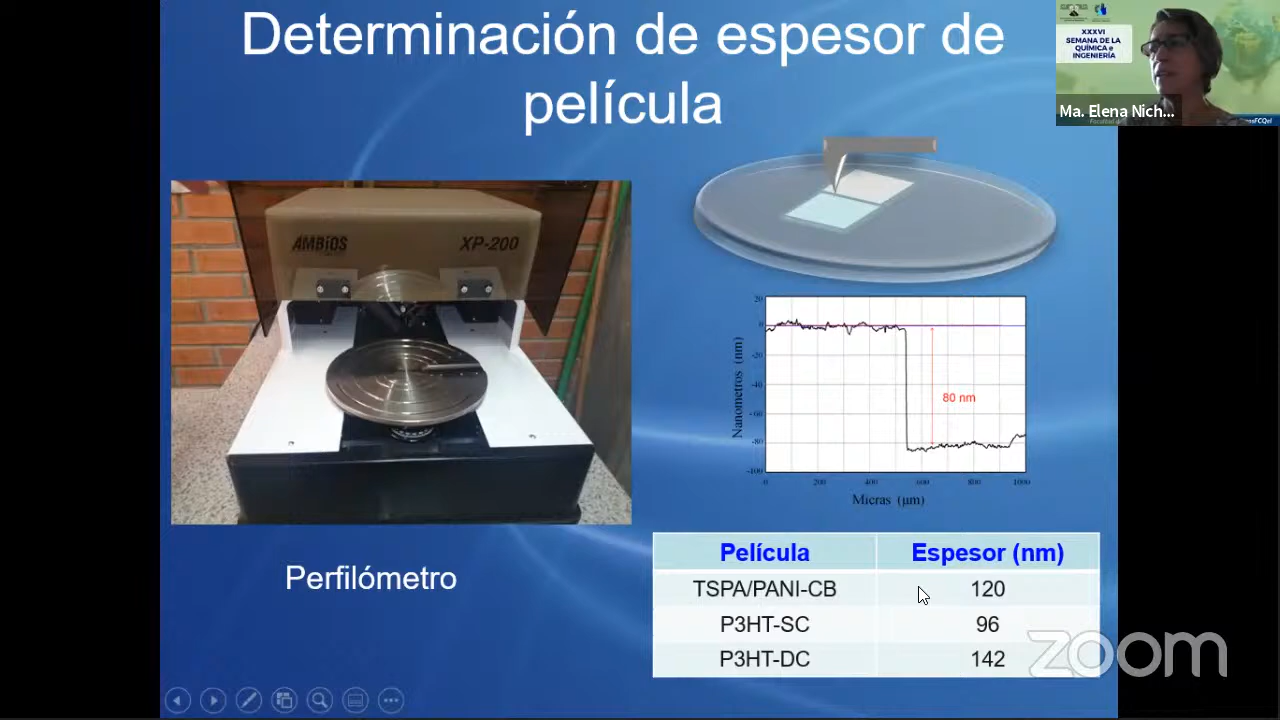 Determinación de espesor de
película
XXXVI
SEMANA DE LA
QUÍMICA e
INGENIERÍA
Ma. Elena Nich...
AMBiOS
XP-200
20
0
-20
-40
-60
-80
-100
Nanometros (nm)
80 nm
0 200 400 600 800 1000
Micras (μm)
Perfilómetro
Película Espesor (nm)
TSPA/PANI-CB 120
P3HT-SC 96
P3HT-DC 142
zoom